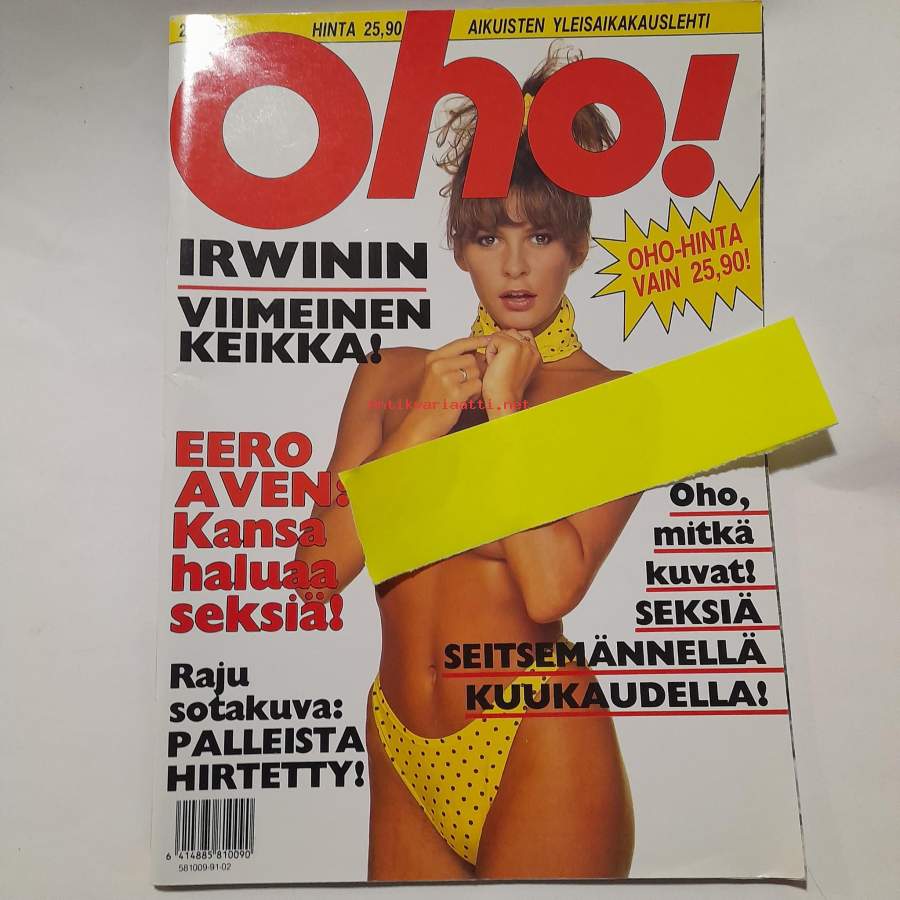 HINTA 25,90
AIKUISTEN YLEISAIKAKAUSLEHTI
Oho!
IRWININ
VIIMEINEN
KEIKKA!
OHO-HINTA
VAIN 25,90!
antikvariaatti.net
EERO
AVEN:
Kansa
haluaa
seksiä!
Oho,
mitkä
kuvat!
SEKSIÄ
SEITSEMÄNNELLÄ
KUUKAUDELLA!
Raju
sotakuva:
PALLEISTA
HIRTETTY!
6 414885 810090
581009-91-02